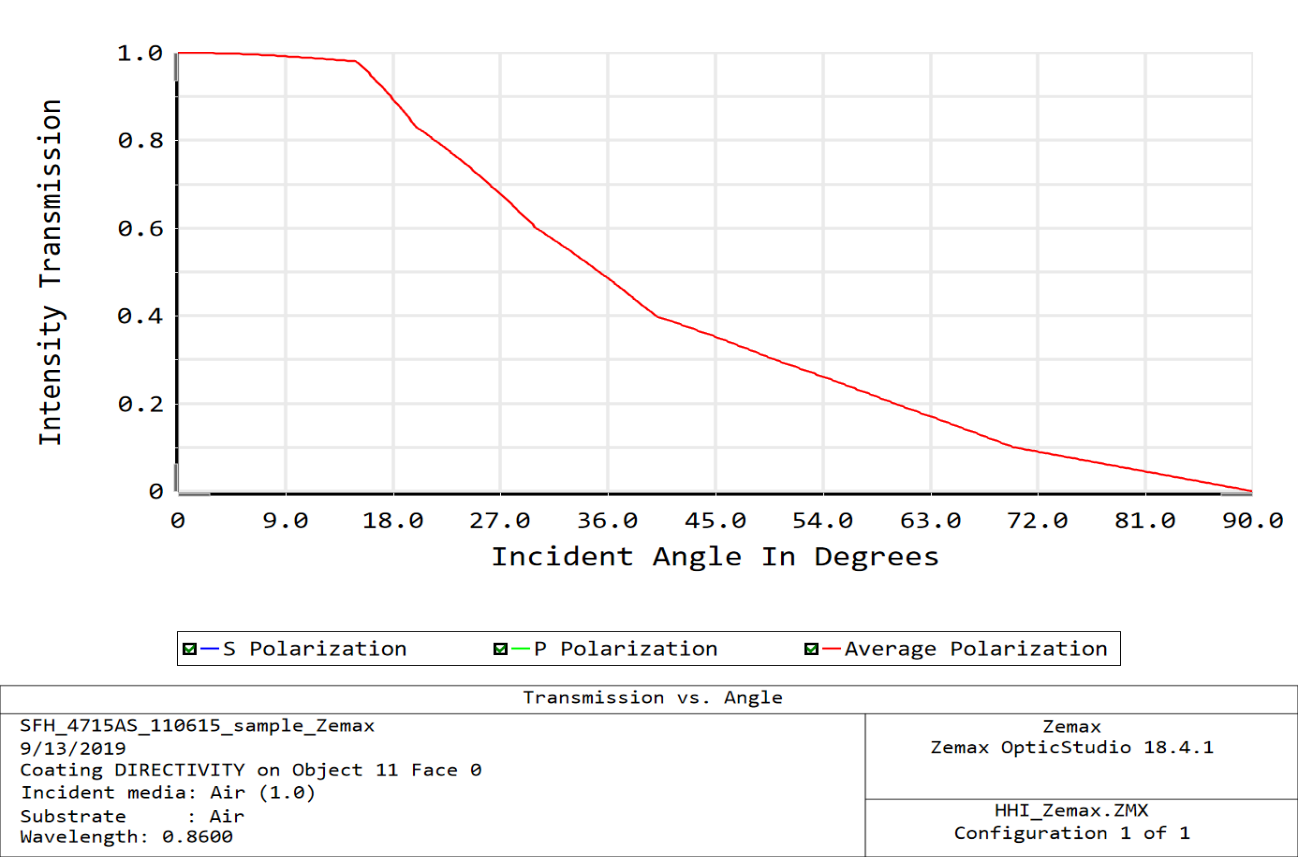 Intensity Transmission
1.0
0.8
0.6
0.4
0.2
0
0 9.0 18.0 27.0 36.0 45.0 54.0 63.0 72.0 81.0 90.0
Incident Angle In Degrees
S Polarization P Polarization Average Polarization
Transmission vs. Angle
SFH_4715AS_110615_sample_Zemax
9/13/2019
Coating DIRECTIVITY on Object 11 Face 0
Incident media: Air (1.0)
Substrate : Air
Wavelength: 0.8600
Zemax
Zemax OpticStudio 18.4.1
HHI_Zemax.ZMX
Configuration 1 of 1